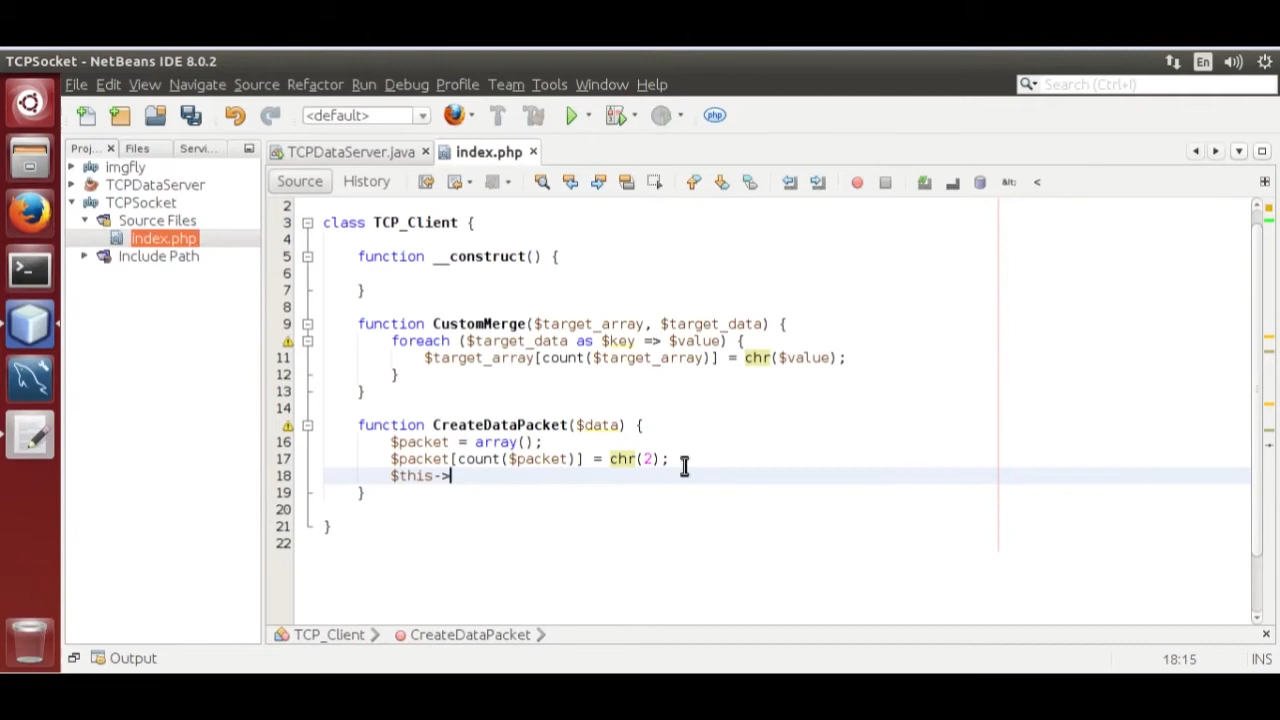 TCPSocket - NetBeans IDE 8.0.2
En
File Edit View Navigate Source Refactor Run Debug Profile Team Tools Window Help
Search (Ctrl+I)
<default>
php
Proj... × Files Servi...
TCPDataServer.java × index.php ×
imgfly
TCPDataServer
TCPSocket
Source Files
index.php
Include Path
Source History
2
3 class TCP_Client {
4
5 function __construct() {
6
7 }
8
9 function CustomMerge($target_array, $target_data) {
foreach ($target_data as $key => $value) {
11 $target_array[count($target_array)] = chr($value);
12 }
13 }
14
function CreateDataPacket($data) {
16 $packet = array();
17 $packet[count($packet)] = chr(2);
18 $this->
19 }
20
21 }
22
TCP_Client CreateDataPacket
Output
18:15 INS